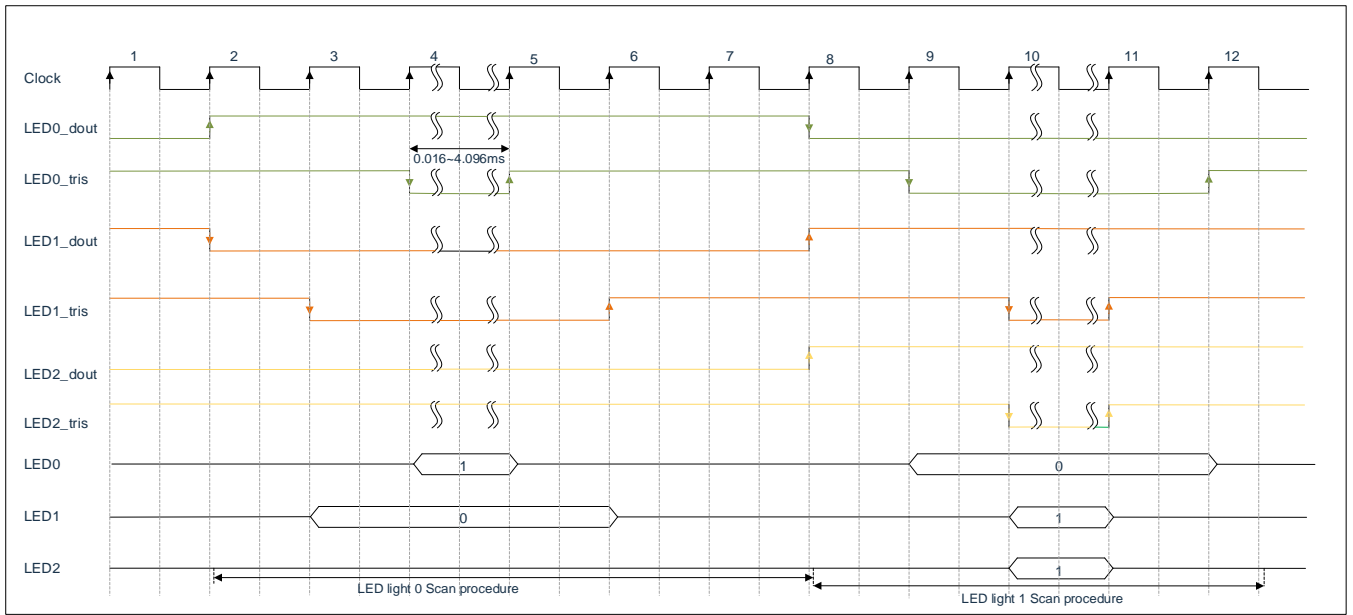 1 2 3 4 5 6 7 8 9 10 11 12
Clock
LED0_dout
0.016~4.096ms
LED0_tris
LED1_dout
LED1_tris
LED2_dout
LED2_tris
LED0 1 0
LED1 0 1
LED2 1
LED light 0 Scan procedure
LED light 1 Scan procedure